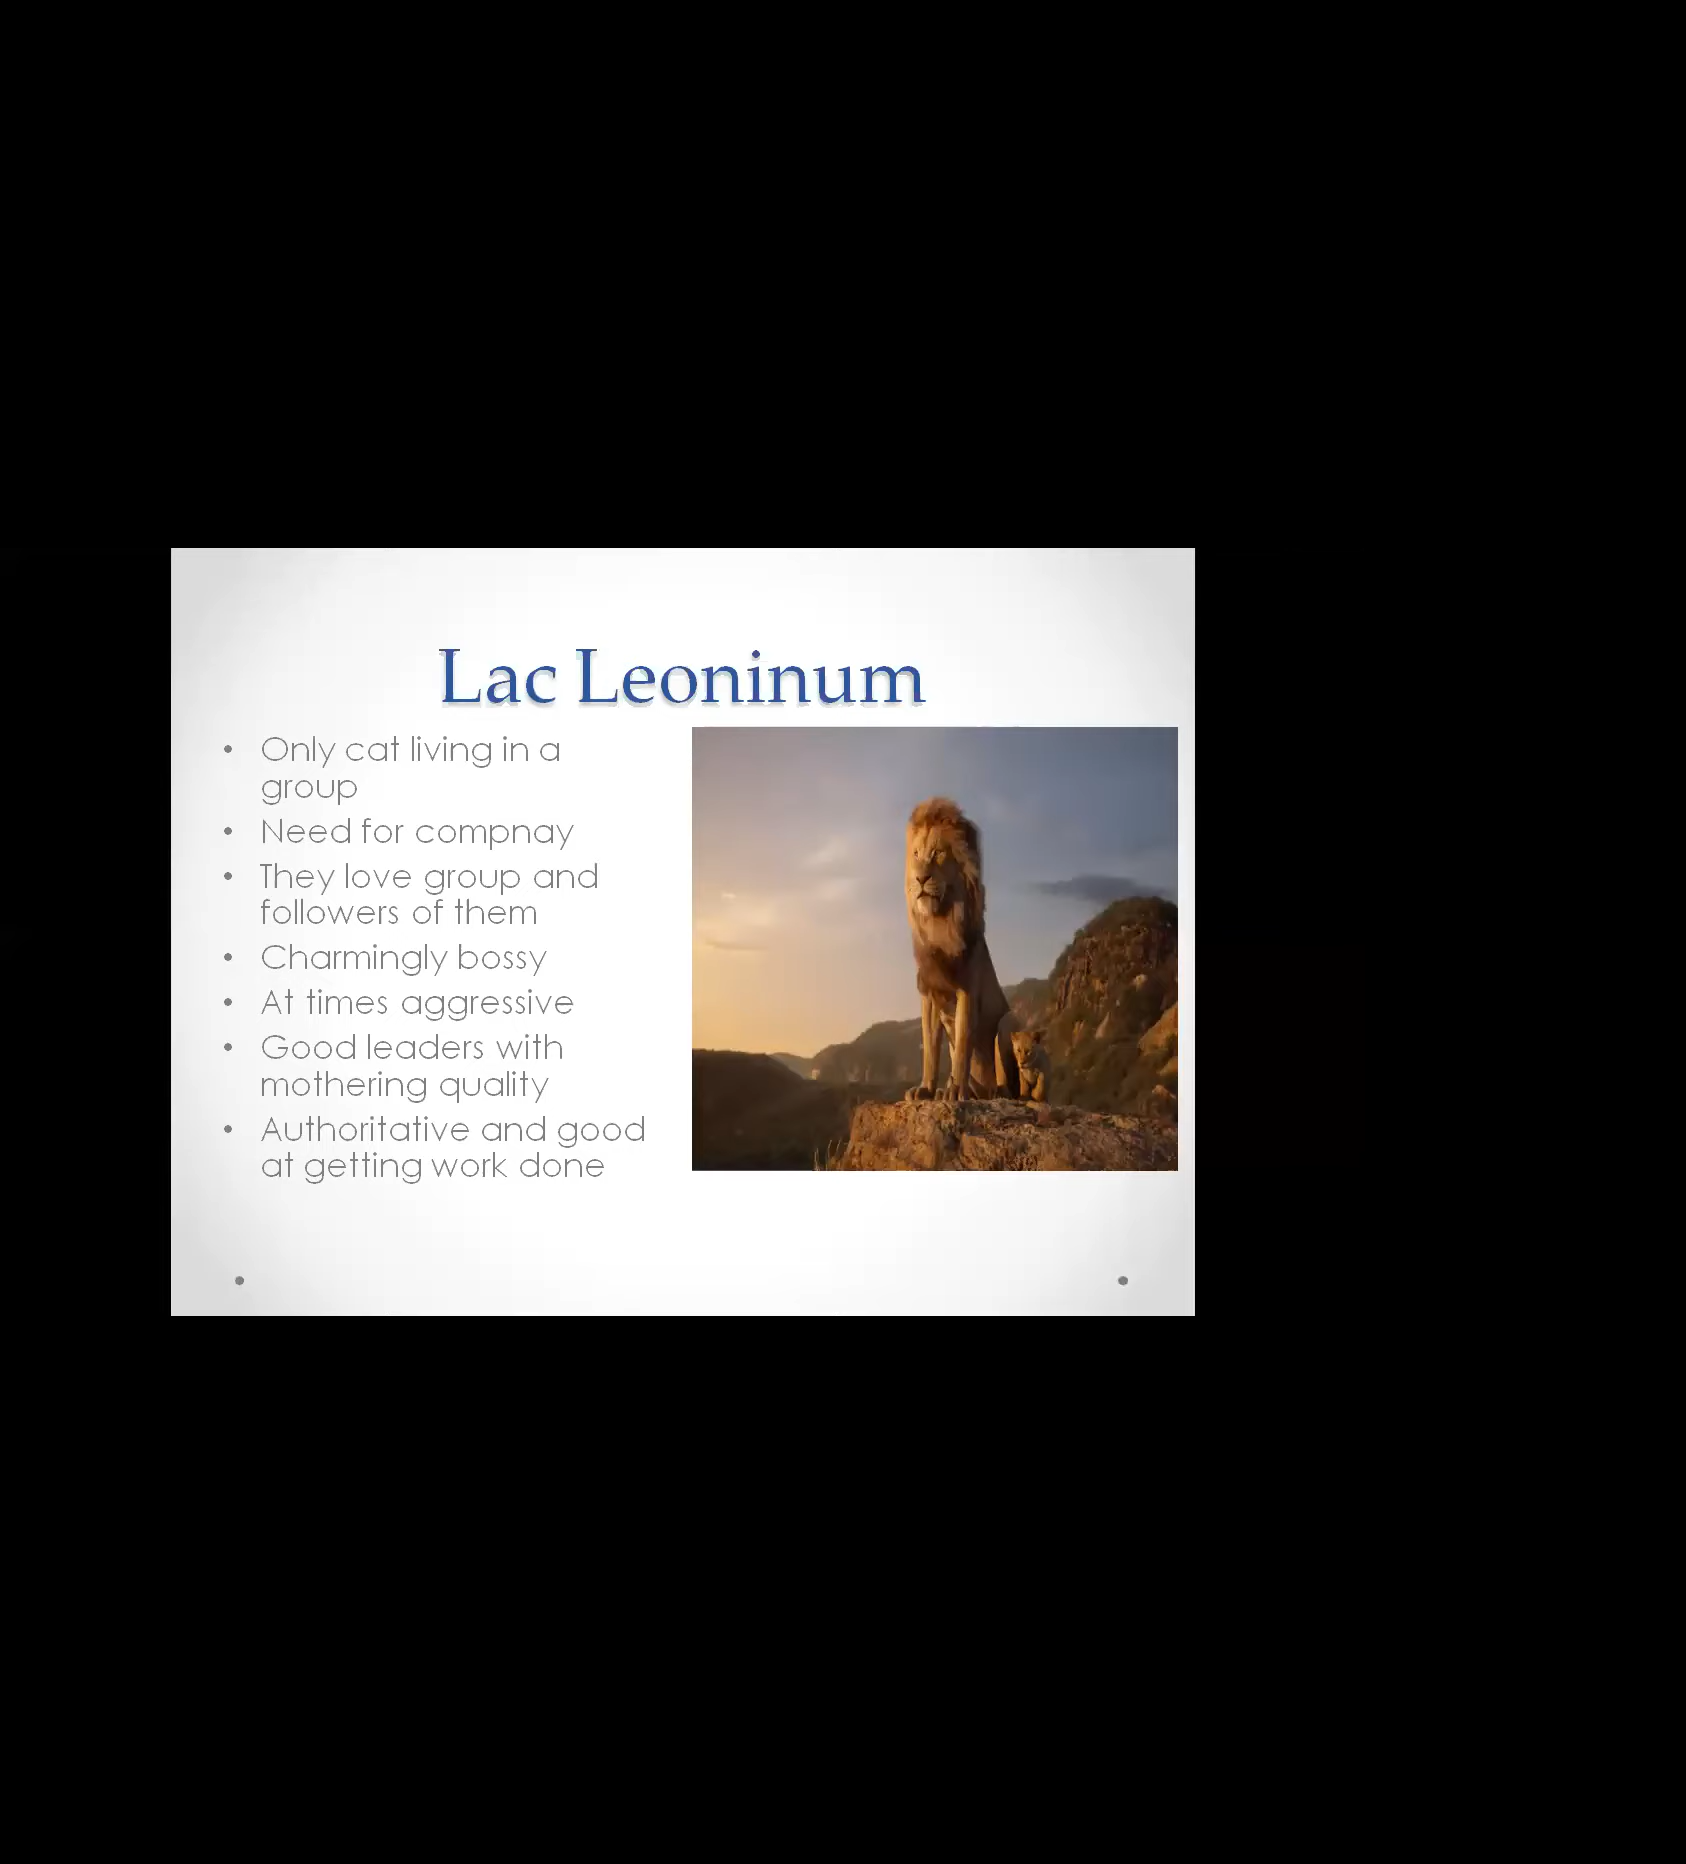 Lac Leoninum
• Only cat living in a
group
• Need for compnay
• They love group and
followers of them
• Charmingly bossy
• At times aggressive
• Good leaders with
mothering quality
• Authoritative and good
at getting work done